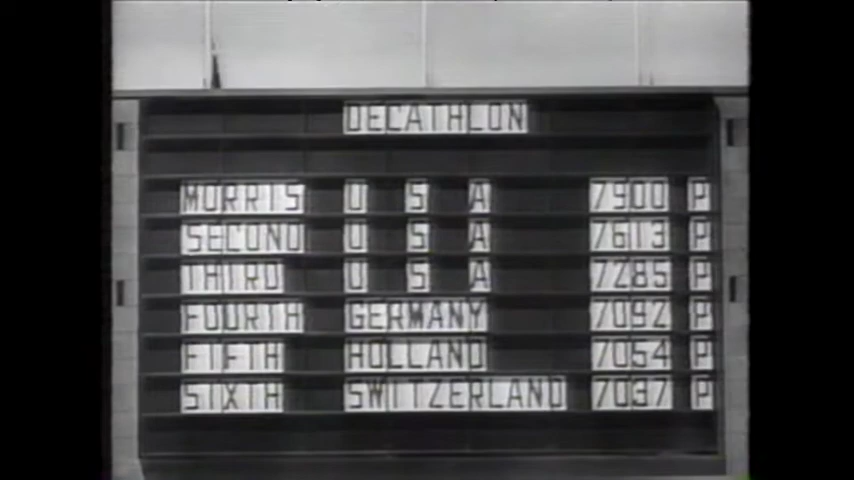 DECATHLON
MORRIS U S A 7900 P
SECOND U S A 7613 P
THIRD U S A 7285 P
FOURTH GERMANY 7092 P
FIFTH HOLLAND 7054 P
SIXTH SWITZERLAND 7037 P